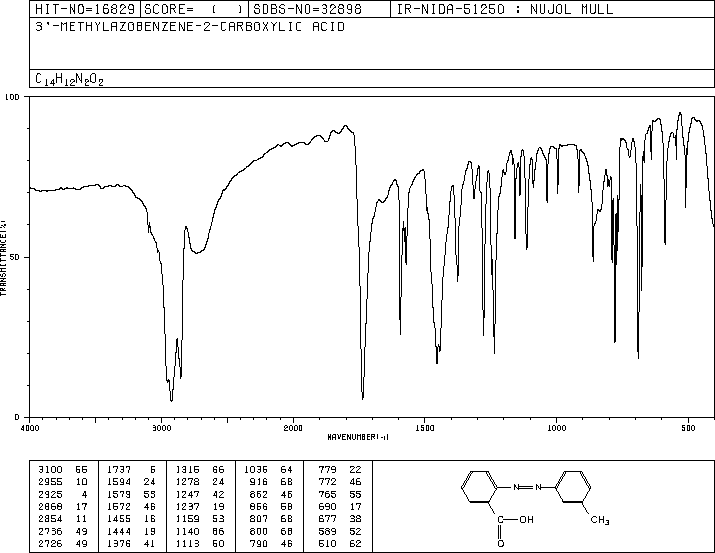 HIT-NO=16829 SCORE= ( ) SDBS-NO=32898 IR-NIDA-51250 : NUJOL MULL
3'-METHYLAZOBENZENE-2-CARBOXYLIC ACID
C14H12N2O2
100
50
0
TRANSMITTANCE(%)
4000 3000 2000 1500 1000 500
WAVENUMBER(-1)
3100 66 1737 6 1316 66 1036 64 779 22
2955 10 1594 24 1278 24 916 68 772 46
2925 4 1579 55 1247 42 862 46 765 55
2868 17 1572 46 1237 19 856 58 690 17
2854 11 1455 16 1159 53 807 68 677 38
2736 49 1444 19 1140 86 800 68 589 52
2726 49 1376 41 1113 50 790 46 510 62
N=N
OH
O
CH3